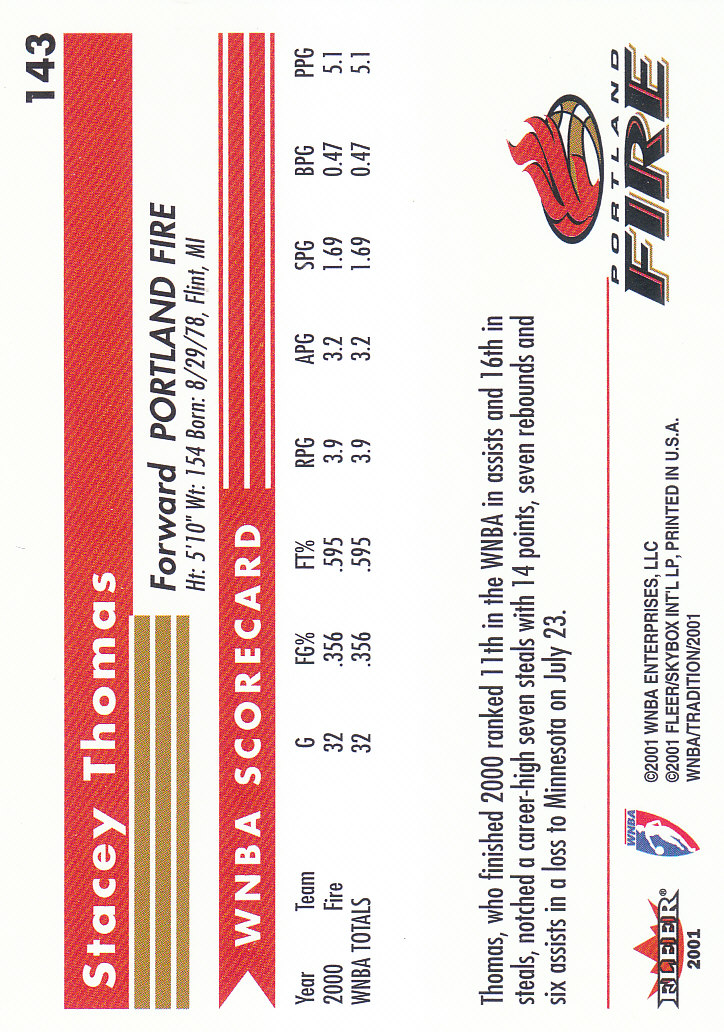 143
Stacey Thomas
Forward PORTLAND FIRE
Ht: 5'10" Wt: 154 Born: 8/29/78, Flint, MI
WNBA SCORECARD
Year Team G FG% FT% RPG APG SPG BPG PPG
2000 Fire 32 .356 .595 3.9 3.2 1.69 0.47 5.1
WNBA TOTALS 32 .356 .595 3.9 3.2 1.69 0.47 5.1
Thomas, who finished 2000 ranked 11th in the WNBA in assists and 16th in
steals, notched a career-high seven steals with 14 points, seven rebounds and
six assists in a loss to Minnesota on July 23.
PORTLAND
FIRE
FLEER®
2001
WNBA
©2001 WNBA ENTERPRISES, LLC
©2001 FLEER/SKYBOX INT'L LP, PRINTED IN U.S.A.
WNBA/TRADITION/2001